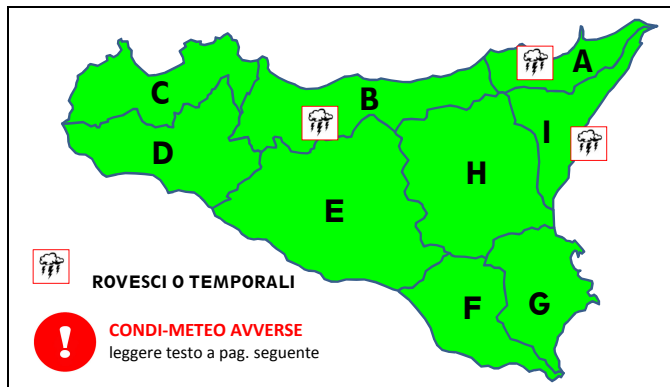 A
C
B
I
D
H
E
ROVESCI O TEMPORALI
F
G
!
CONDI-METEO AVVERSE
leggere testo a pag. seguente